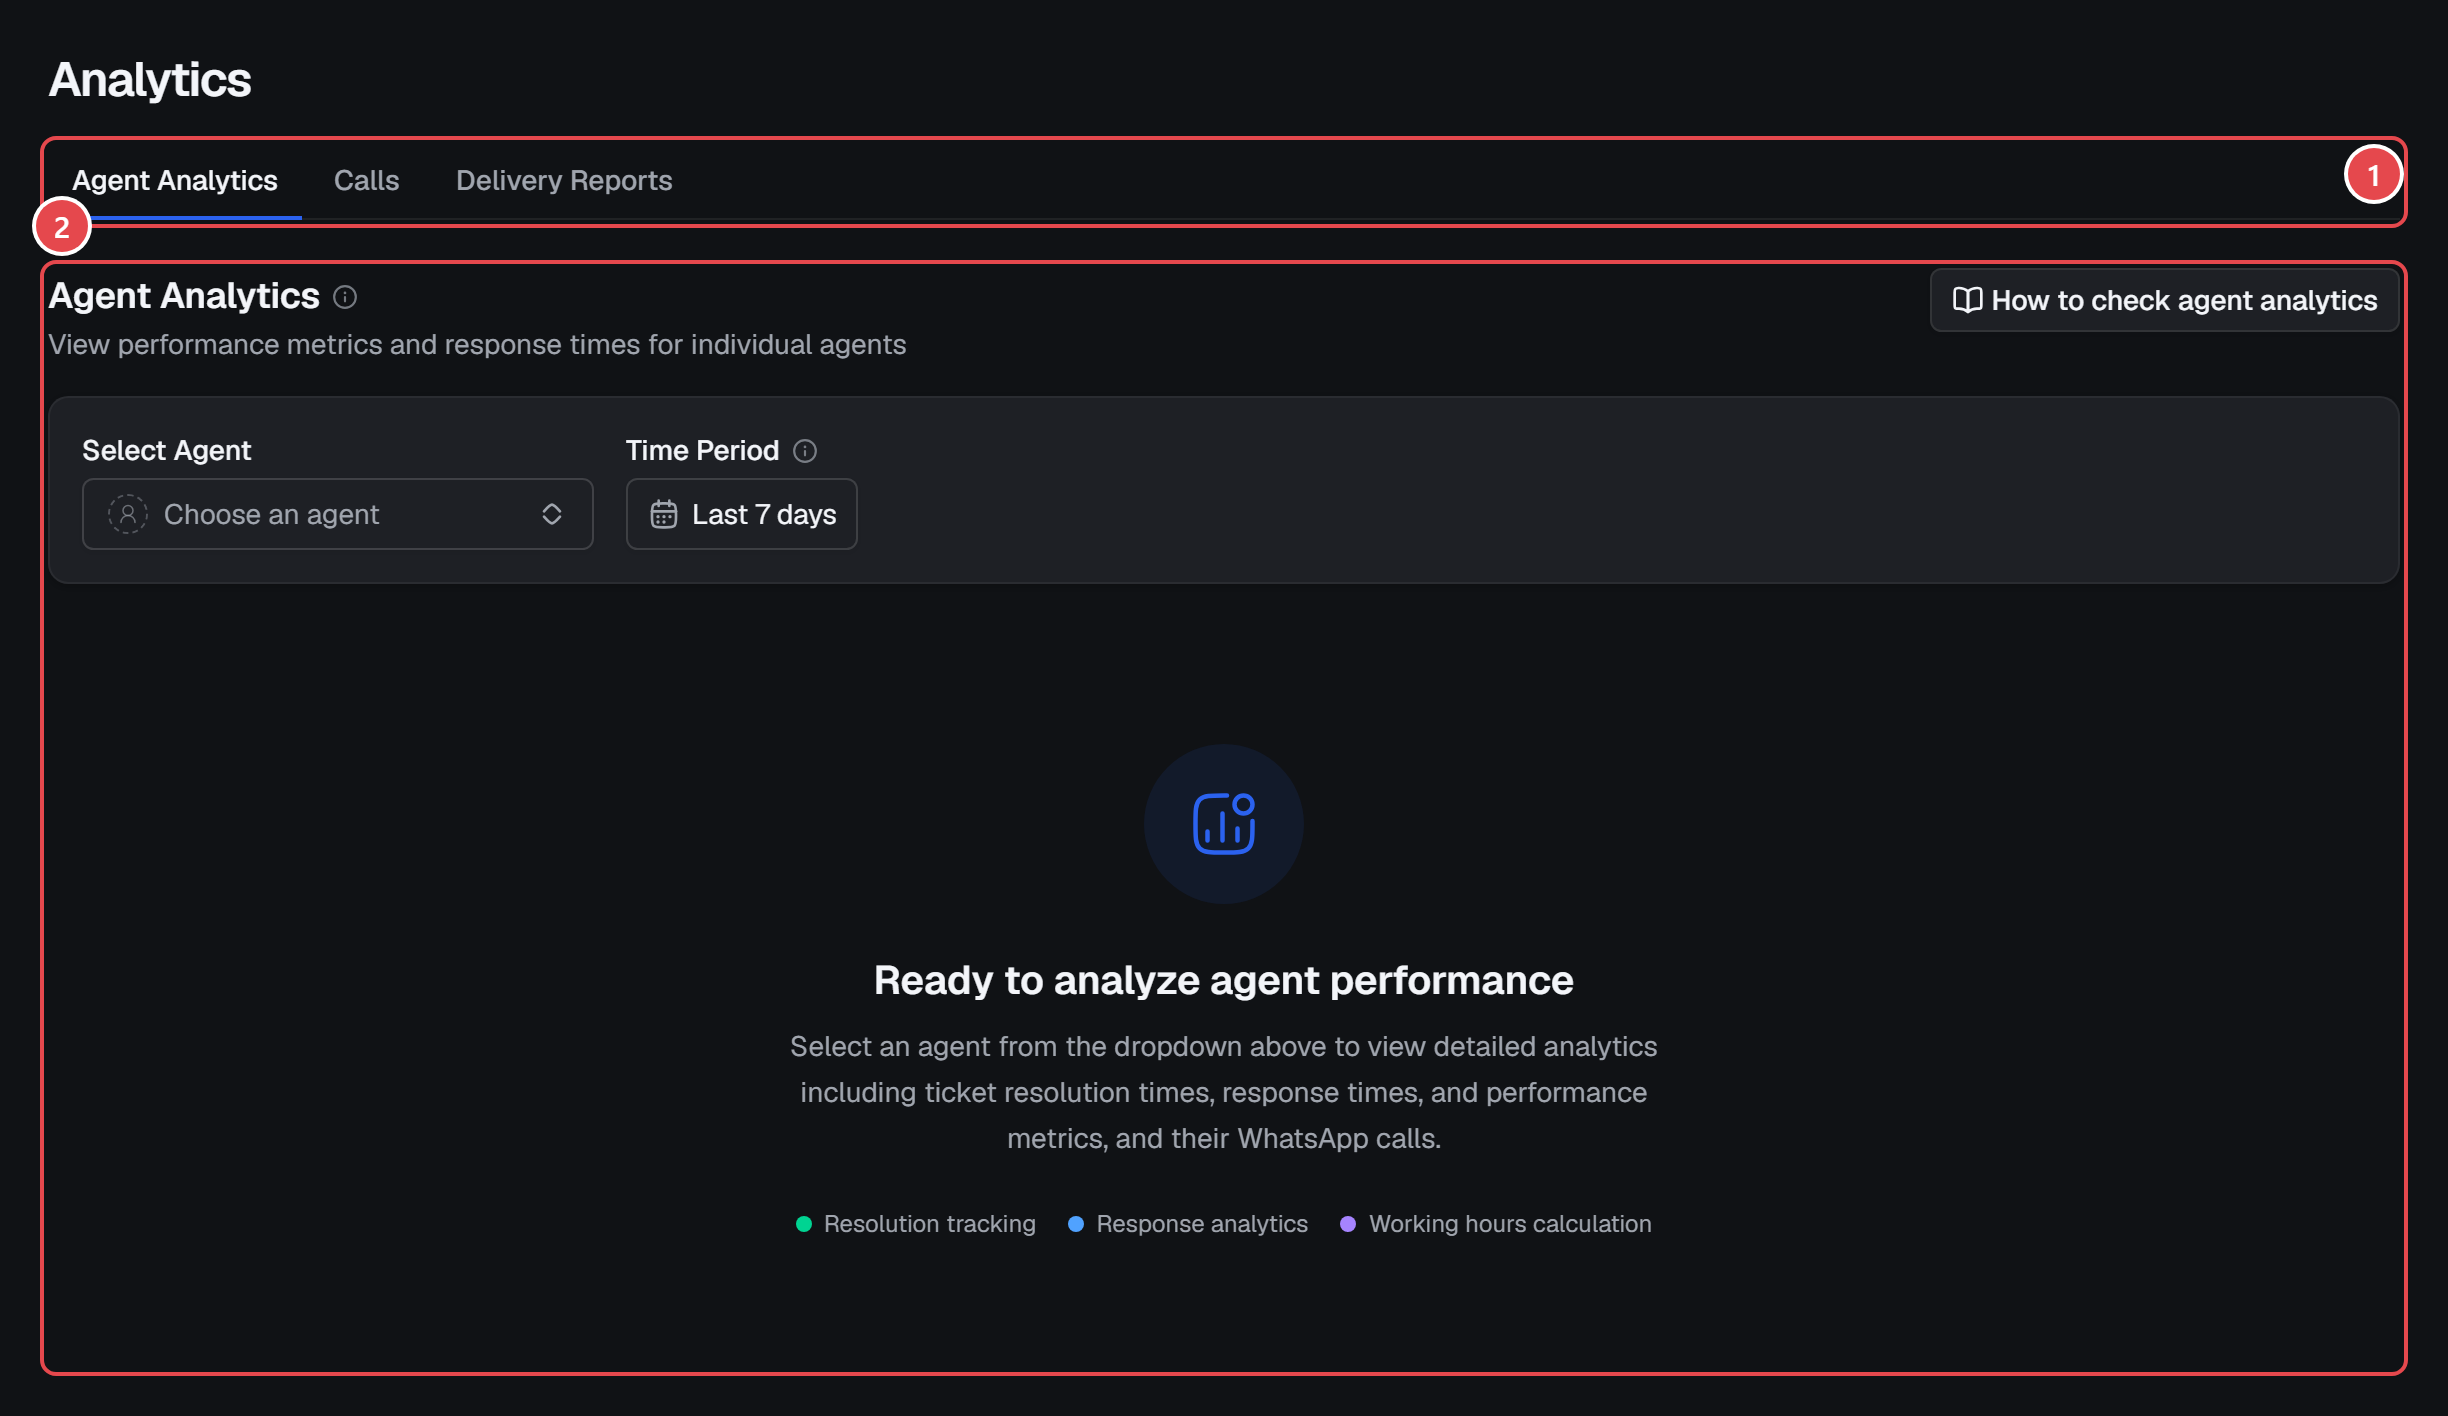 Analytics
Agent Analytics
Calls
Delivery Reports
1
2
Agent Analytics
How to check agent analytics
View performance metrics and response times for individual agents
Select Agent
Time Period
Choose an agent
Last 7 days
Ready to analyze agent performance
Select an agent from the dropdown above to view detailed analytics
including ticket resolution times, response times, and performance
metrics, and their WhatsApp calls.
Resolution tracking
Response analytics
Working hours calculation